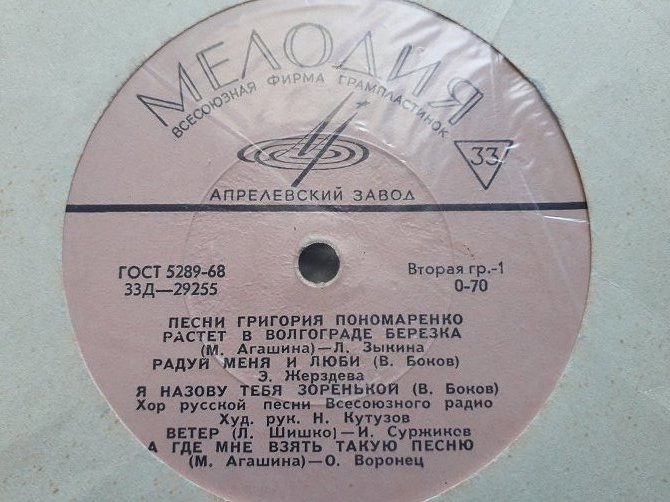 МЕЛОДИЯ
ВСЕСОЮЗНАЯ ФИРМА ГРАМПЛАСТИНОК
33
АПРЕЛЕВСКИЙ ЗАВОД
ГОСТ 5289-68
Вторая гр.-1
33Д—29255
0-70
ПЕСНИ ГРИГОРИЯ ПОНОМАРЕНКО
РАСТЕТ В ВОЛГОГРАДЕ БЕРЕЗКА
(М. Агашина)—Л. Зыкина
РАДУЙ МЕНЯ И ЛЮБИ (В. Боков)
Э. Жерздева
Я НАЗОВУ ТЕБЯ ЗОРЕНЬКОЙ (В. Боков)
Хор русской песни Всесоюзного радио
Худ. рук. Н. Кутузов
ВЕТЕР (Л. Шишко)—И. Суржиков
А ГДЕ МНЕ ВЗЯТЬ ТАКУЮ ПЕСНЮ
(М. Агашина)—О. Воронец